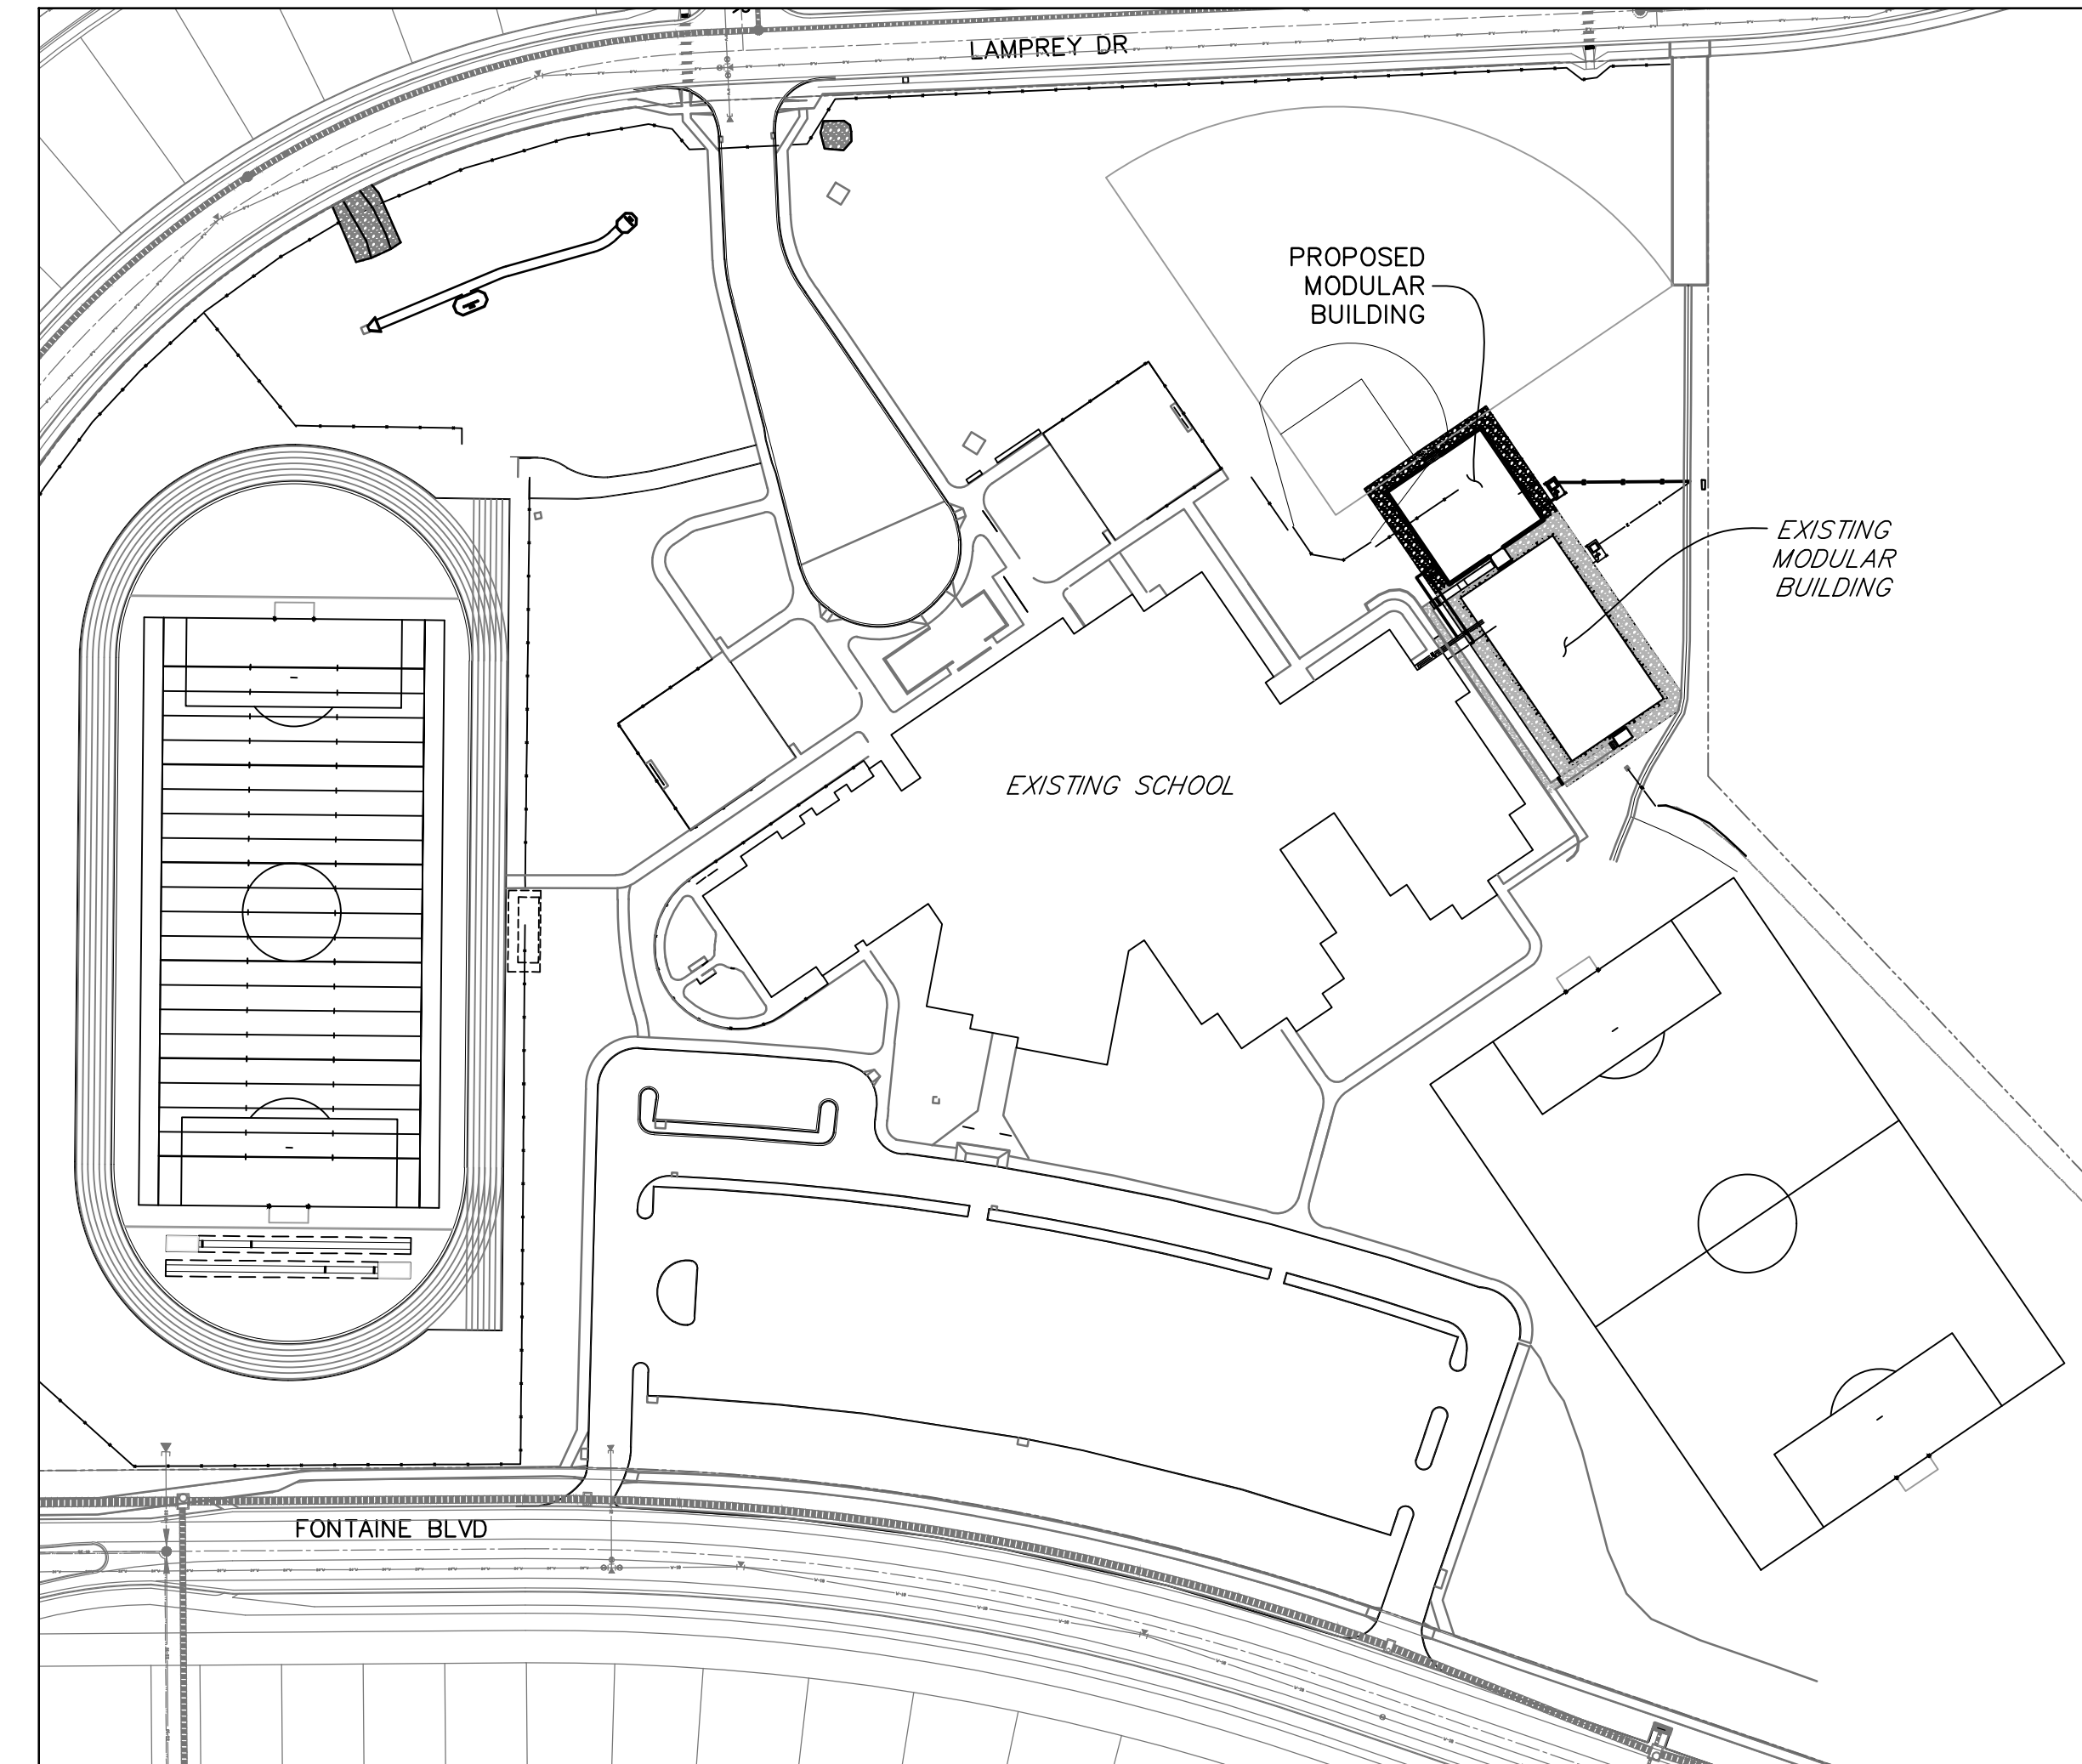 LAMPREY DR
PROPOSED
MODULAR
BUILDING
EXISTING
MODULAR
BUILDING
EXISTING SCHOOL
FONTAINE BLVD